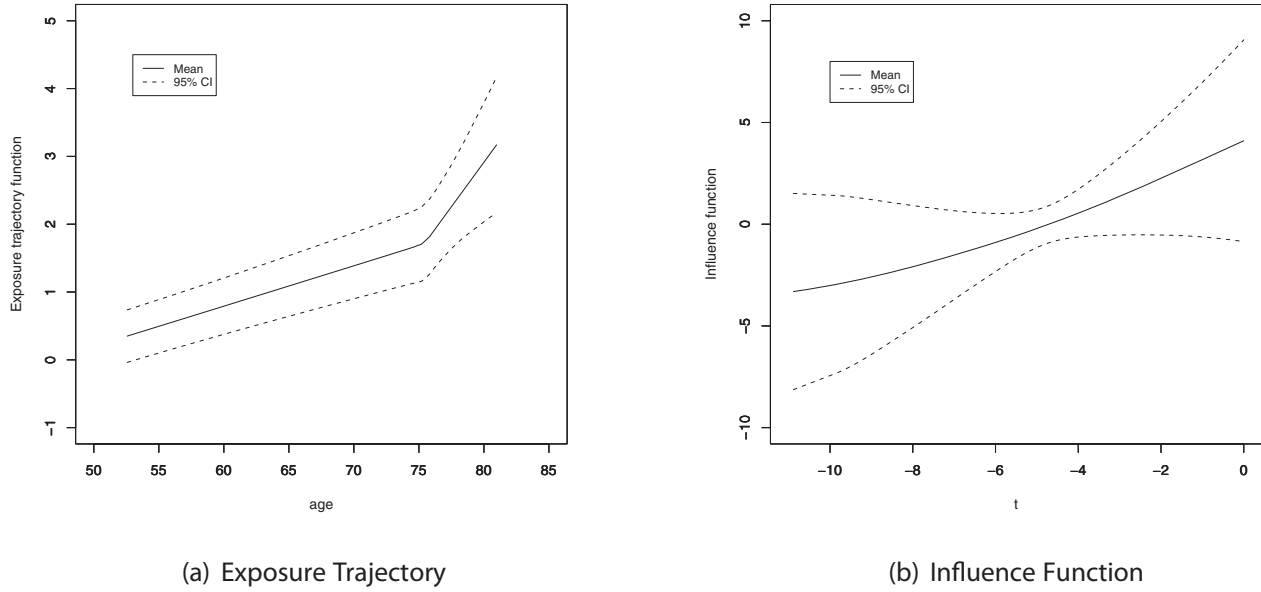 5
4
3
2
1
0
−1
Exposure trajectory function
Mean
95% CI
50 55 60 65 70 75 80 85
age
(a) Exposure Trajectory
10
5
0
−5
−10
Influence function
Mean
95% CI
−10 −8 −6 −4 −2 0
t
(b) Influence Function